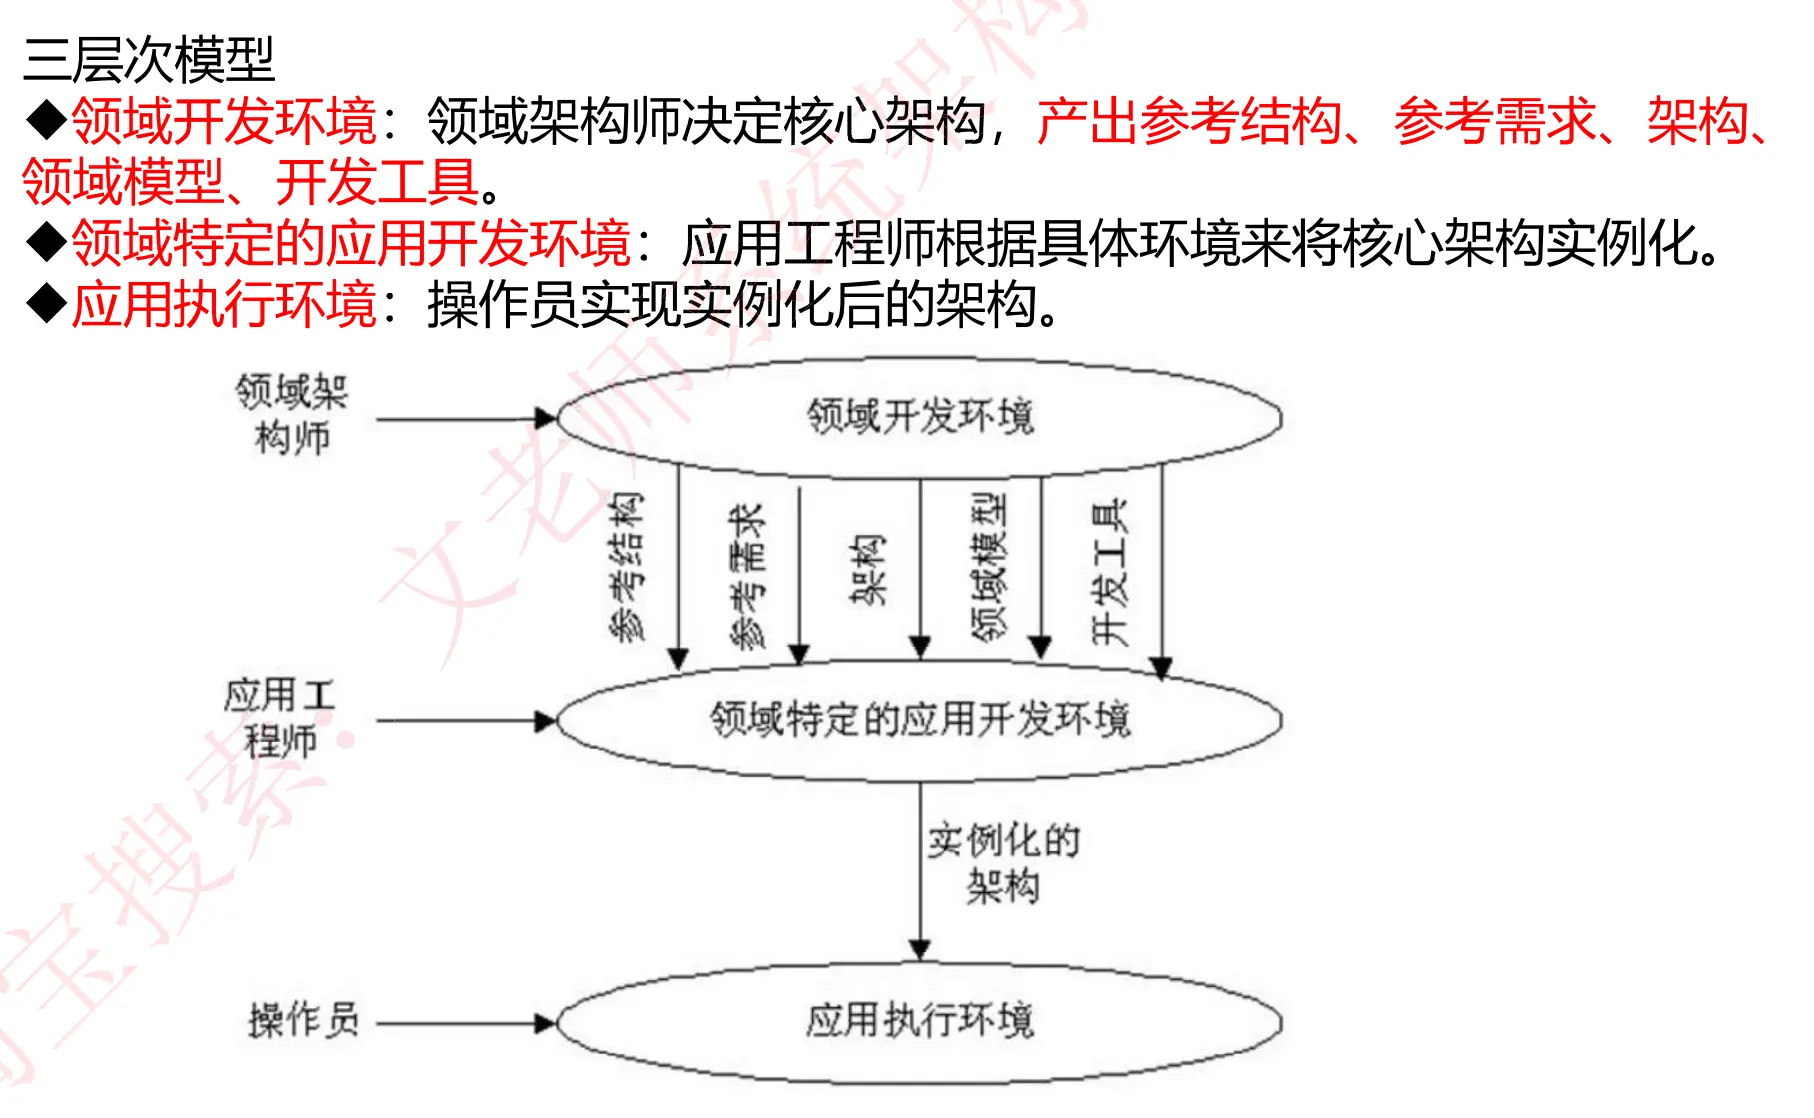 三层次模型
◆领域开发环境：领域架构师决定核心架构，产出参考结构、参考需求、架构、
领域模型、开发工具。
◆领域特定的应用开发环境：应用工程师根据具体环境来将核心架构实例化。
◆应用执行环境：操作员实现实例化后的架构。
领域架
构师
领域开发环境
参考结构
参考需求
架构
领域模型
开发工具
应用工
程师
领域特定的应用开发环境
实例化的
架构
操作员
应用执行环境
淘宝搜索：文老师系统架构